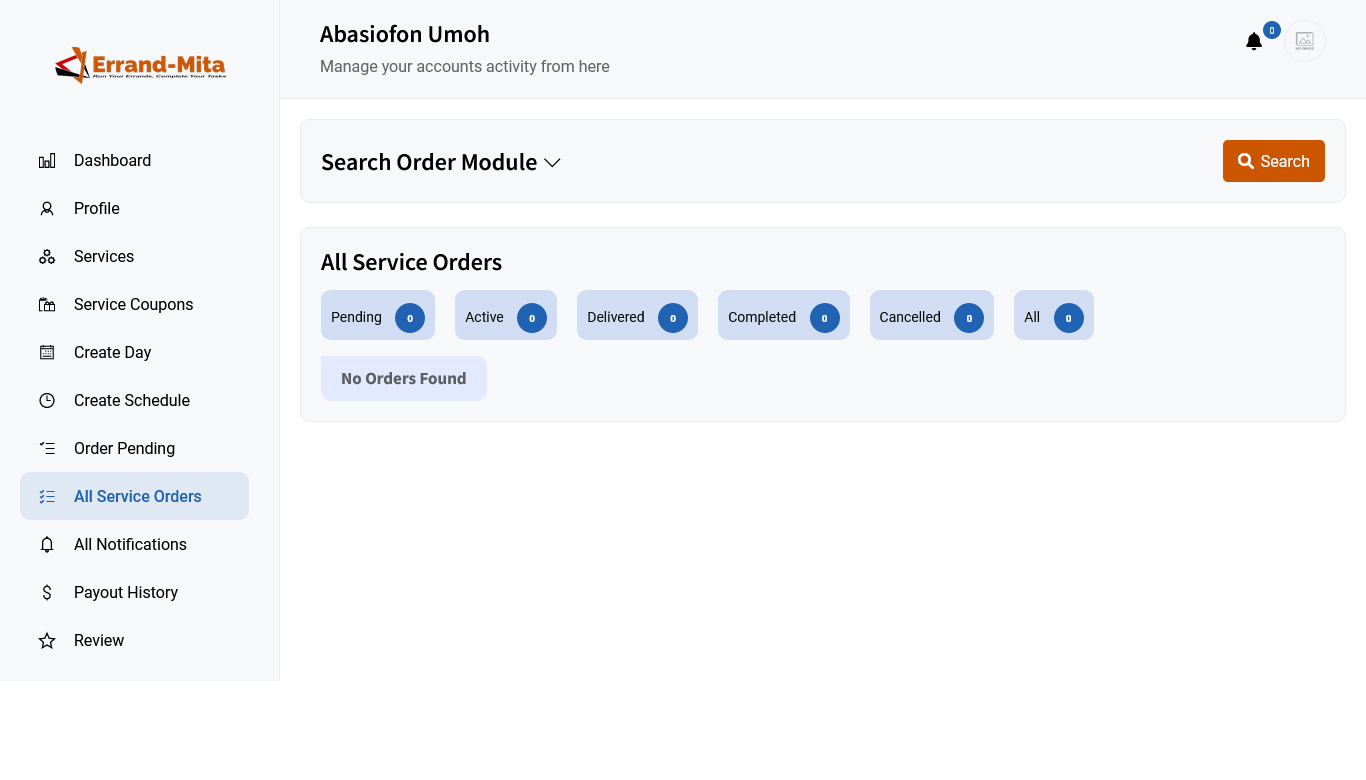 Errand-Mita
Run Your Errands, Complete Your Tasks
Dashboard
Profile
Services
Service Coupons
Create Day
Create Schedule
Order Pending
All Service Orders
All Notifications
Payout History
Review
Abasiofon Umoh
Manage your accounts activity from here
0
NO IMAGE
Search Order Module
Search
All Service Orders
Pending 0
Active 0
Delivered 0
Completed 0
Cancelled 0
All 0
No Orders Found